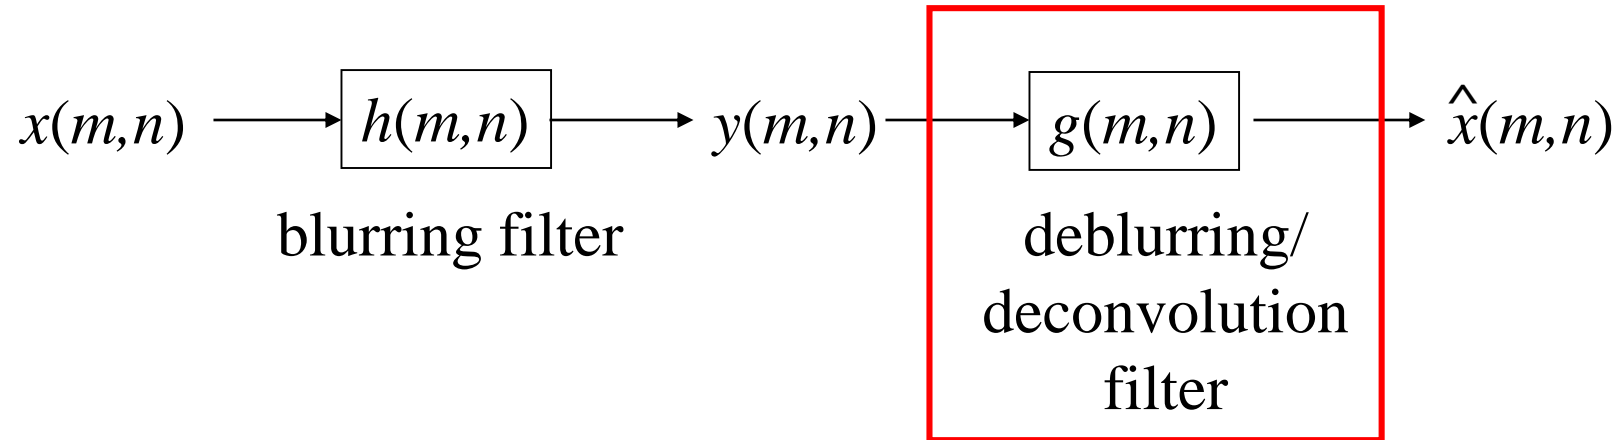 x(m,n) h(m,n) y(m,n) g(m,n) x̂(m,n)
blurring filter deblurring/
deconvolution
filter